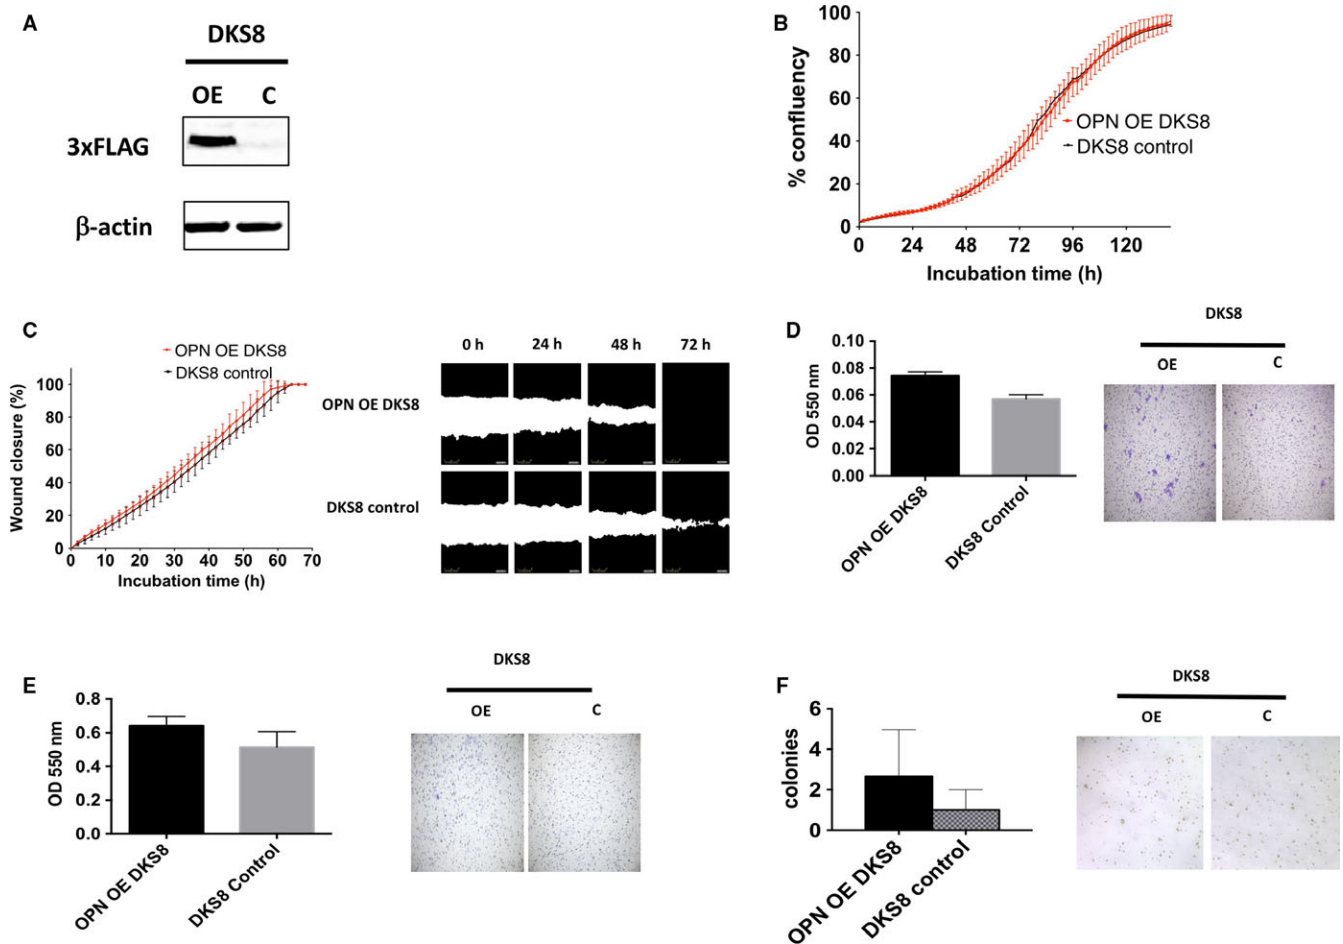 A
DKS8
OE C
3xFLAG
β-actin
B
% confluency
100
80
60
40
20
0
0 24 48 72 96 120
Incubation time (h)
OPN OE DKS8
DKS8 control
C
Wound closure (%)
OPN OE DKS8
DKS8 control
100
80
60
40
20
0
0 10 20 30 40 50 60 70
Incubation time (h)
0 h 24 h 48 h 72 h
OPN OE DKS8
DKS8 control
D
OD 550 nm
0.10
0.08
0.06
0.04
0.02
0.00
OPN OE DKS8
DKS8 Control
DKS8
OE C
E
OD 550 nm
0.8
0.6
0.4
0.2
0.0
OPN OE DKS8
DKS8 Control
DKS8
OE C
F
colonies
6
4
2
0
OPN OE DKS8
DKS8 control
DKS8
OE C